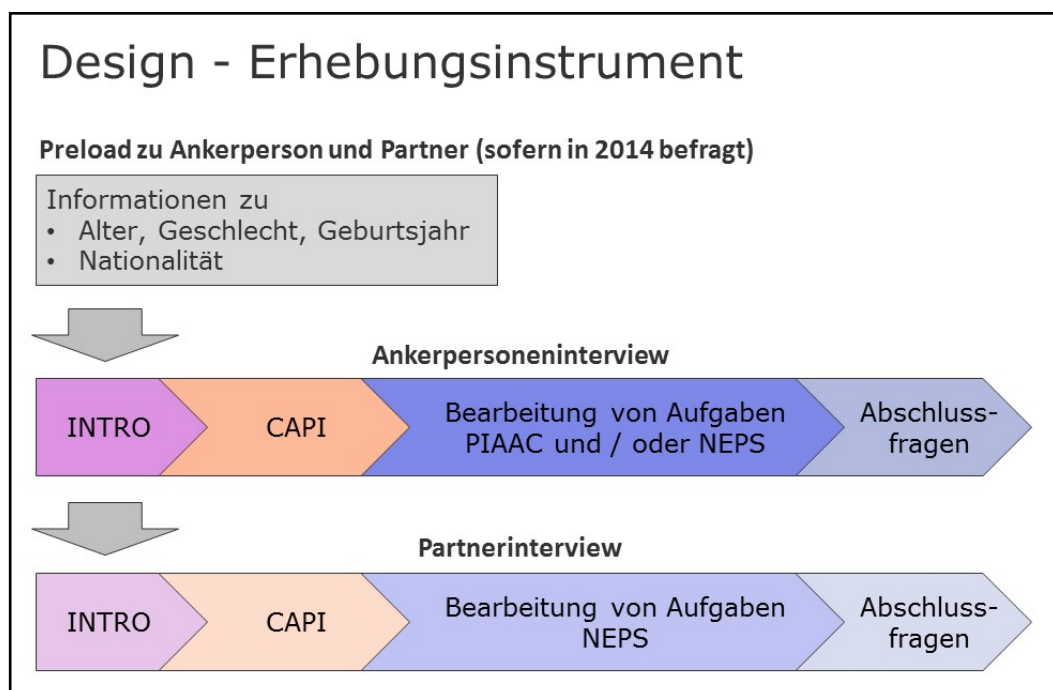 Design - Erhebungsinstrument
Preload zu Ankerperson und Partner (sofern in 2014 befragt)
Informationen zu
• Alter, Geschlecht, Geburtsjahr
• Nationalität
Ankerpersoneninterview
INTRO
CAPI
Bearbeitung von Aufgaben
PIAAC und / oder NEPS
Abschluss-
fragen
Partnerinterview
INTRO
CAPI
Bearbeitung von Aufgaben
NEPS
Abschluss-
fragen